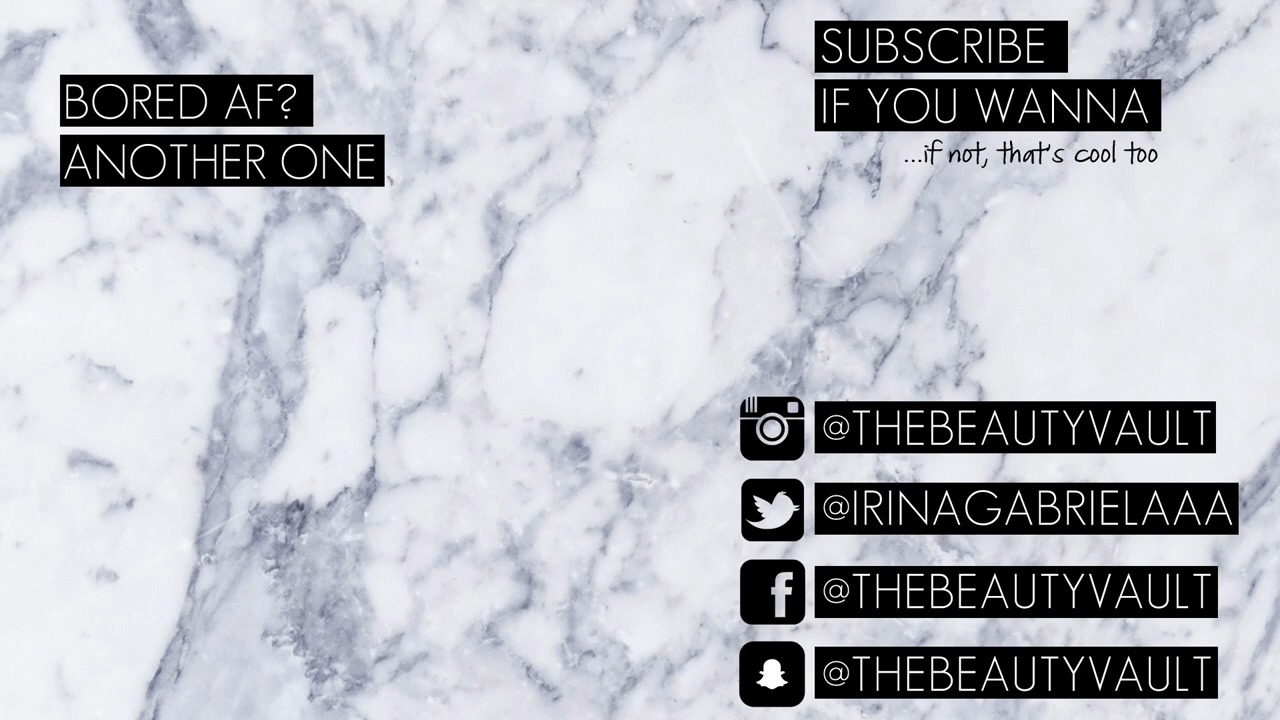 BORED AF?
ANOTHER ONE
SUBSCRIBE
IF YOU WANNA
...if not, that's cool too
@THEBEAUTYVAULT
@IRINAGABRIELAAA
@THEBEAUTYVAULT
@THEBEAUTYVAULT